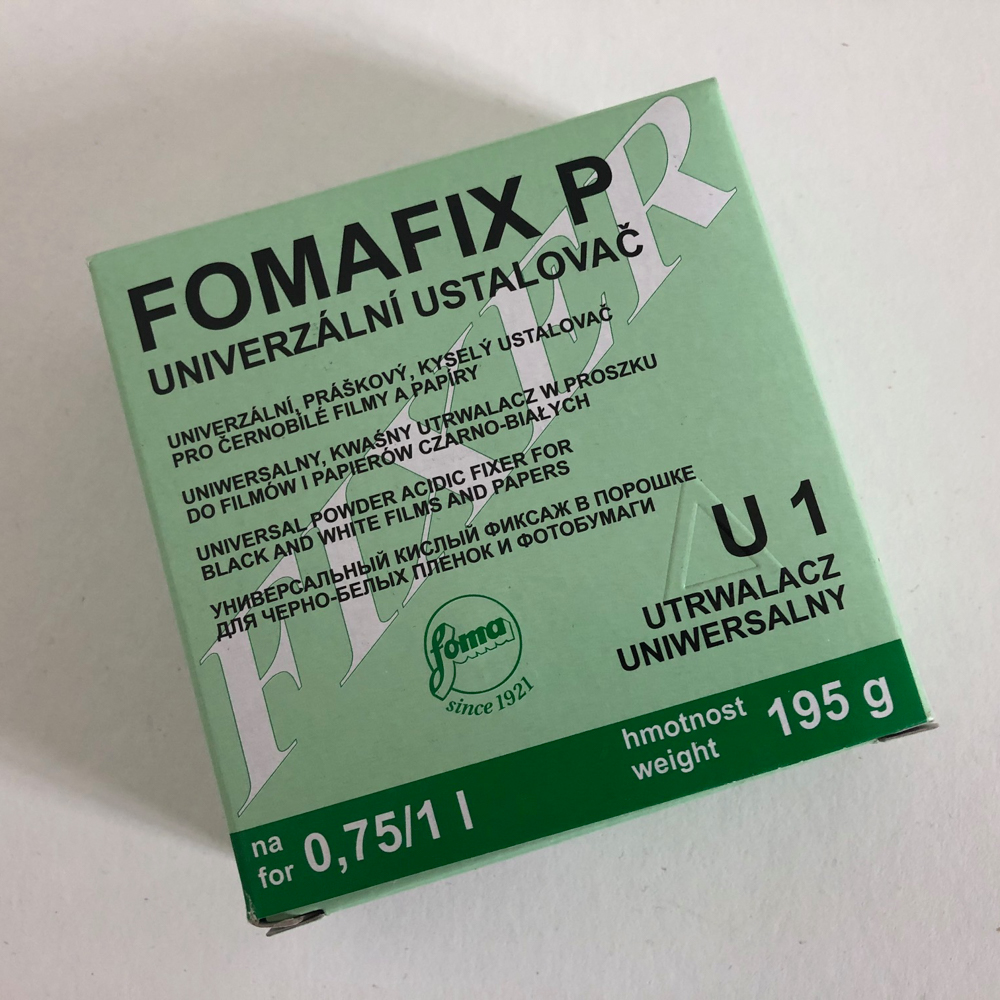 FIXER
FOMAFIX P
UNIVERZÁLNÍ USTALOVAČ
UNIVERZÁLNÍ, PRÁŠKOVÝ, KYSELÝ USTALOVAČ
PRO ČERNOBÍLÉ FILMY A PAPÍRY
UNIWERSALNY, KWAŚNY UTRWALACZ W PROSZKU
DO FILMÓW I PAPIERÓW CZARNO-BIAŁYCH
UNIVERSAL POWDER ACIDIC FIXER FOR
BLACK AND WHITE FILMS AND PAPERS
УНИВЕРСАЛЬНЫЙ КИСЛЫЙ ФИКСАЖ В ПОРОШКЕ
ДЛЯ ЧЕРНО-БЕЛЫХ ПЛЕНОК И ФОТОБУМАГИ
U 1
UTRWALACZ
UNIWERSALNY
foma
since 1921
na
for 0,75/1 l
hmotnost
weight 195 g